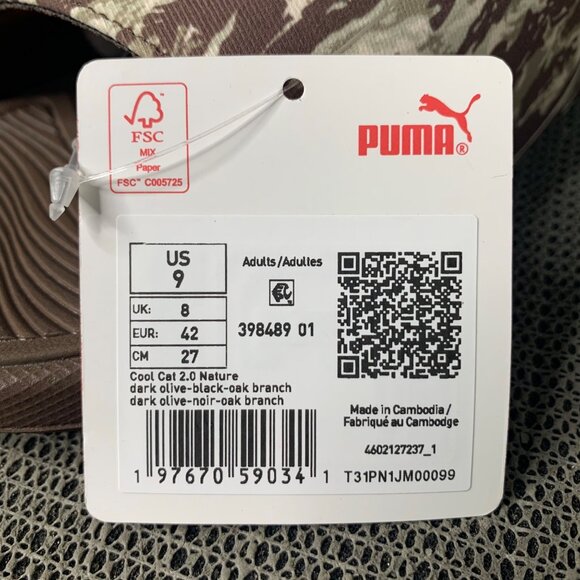 FSC
MIX
Paper
FSC™ C005725
PUMA®
US
9
UK: 8
EUR: 42
CM 27
Adults/Adultes
398489 01
Cool Cat 2.0 Nature
dark olive-black-oak branch
dark olive-noir-oak branch
1 97670 59034 1
Made in Cambodia/
Fabriqué au Cambodge
4602127237_1
T31PN1JM00099